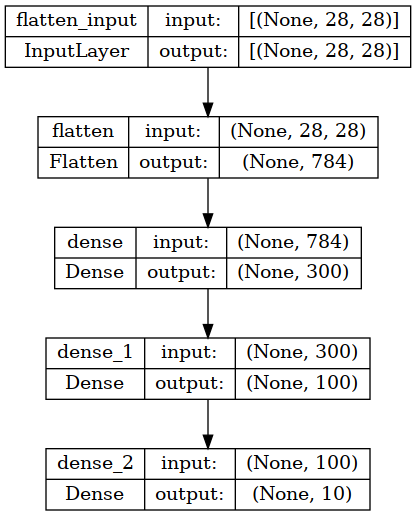 flatten_input input: [(None, 28, 28)]
InputLayer output: [(None, 28, 28)]
flatten input: (None, 28, 28)
Flatten output: (None, 784)
dense input: (None, 784)
Dense output: (None, 300)
dense_1 input: (None, 300)
Dense output: (None, 100)
dense_2 input: (None, 100)
Dense output: (None, 10)